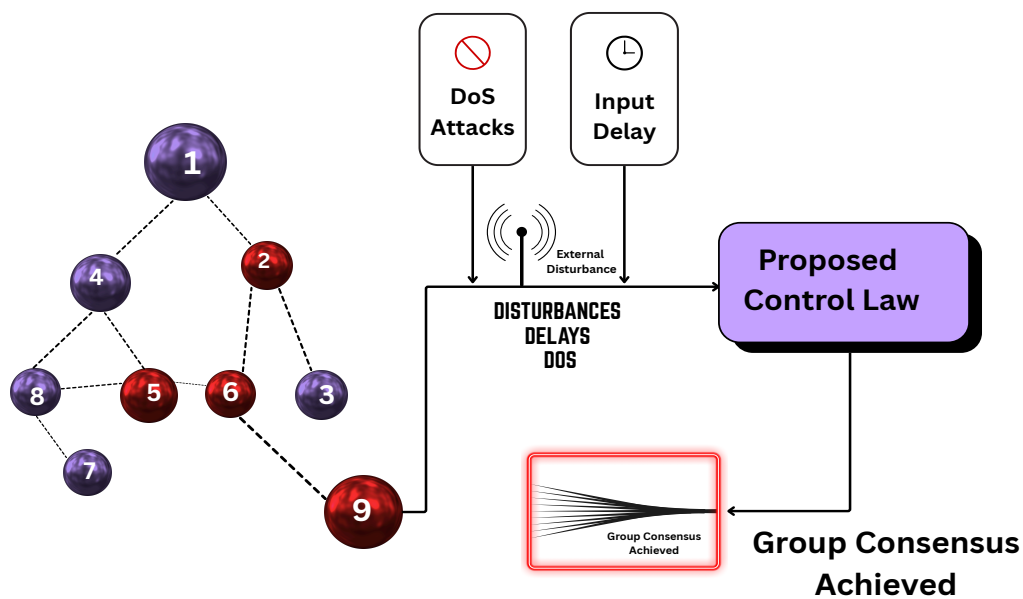 DoS
Attacks
Input
Delay
1
2
4
External
Disturbance
Proposed
Control Law
DISTURBANCES
DELAYS
DOS
8
5
6
3
7
9
Group Consensus
Achieved
Group Consensus
Achieved